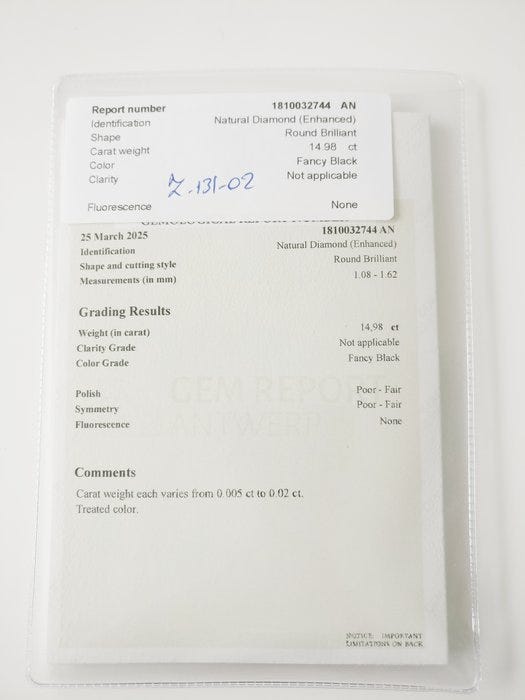 Report number 1810032744 AN
Identification Natural Diamond (Enhanced)
Shape Round Brilliant
Carat weight 14.98 ct
Color Fancy Black
Clarity Not applicable
Z.131-02
Fluorescence None
25 March 2025 1810032744 AN
Identification Natural Diamond (Enhanced)
Shape and cutting style Round Brilliant
Measurements (in mm) 1.08 - 1.62
Grading Results
Weight (in carat) 14.98 ct
Clarity Grade Not applicable
Color Grade Fancy Black
GEM REPO
Polish Poor - Fair
Symmetry Poor - Fair
ANTWERP
Fluorescence None
Comments
Carat weight each varies from 0.005 ct to 0.02 ct.
Treated color.
NOTICE: IMPORTANT
LIMITATIONS ON BACK